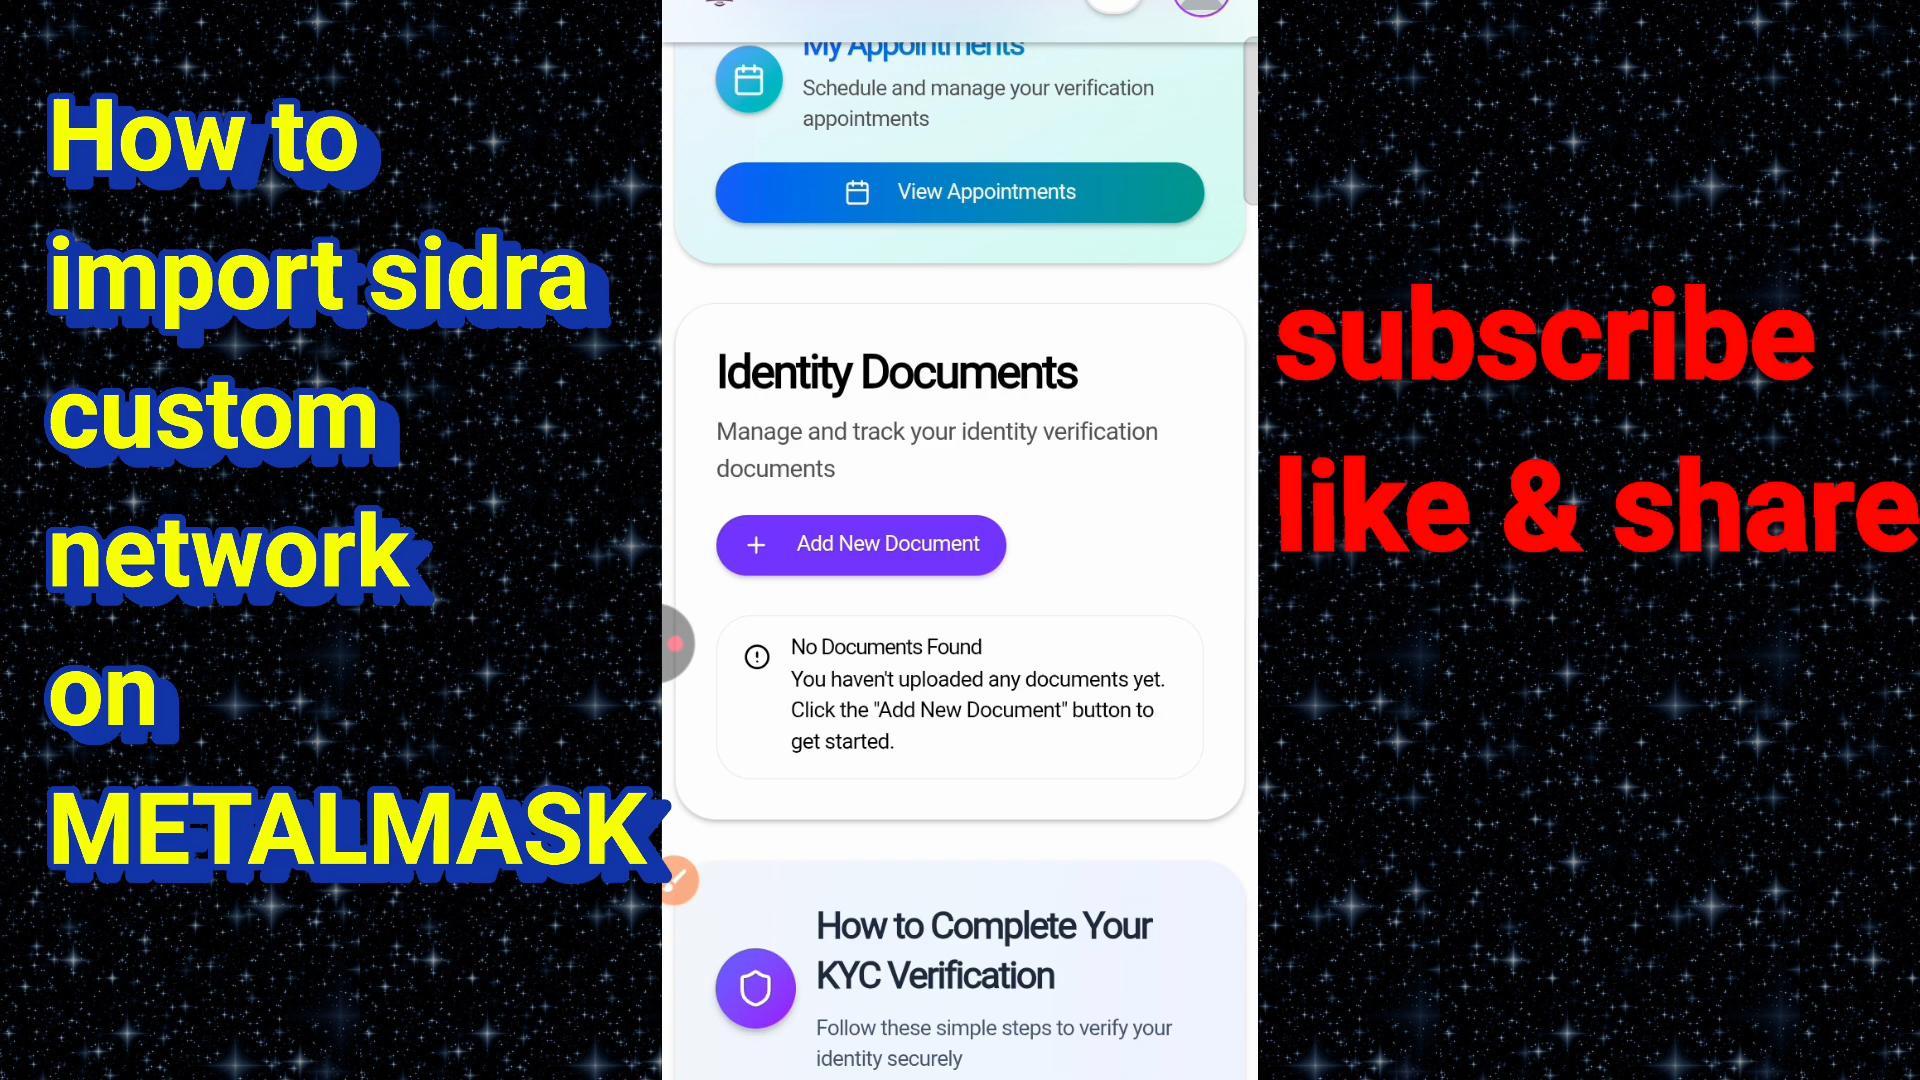 How to
import sidra
custom
network
on
METALMASK
My Appointments
Schedule and manage your verification
appointments
View Appointments
Identity Documents
Manage and track your identity verification
documents
Add New Document
No Documents Found
You haven't uploaded any documents yet.
Click the "Add New Document" button to
get started.
How to Complete Your
KYC Verification
Follow these simple steps to verify your
identity securely
subscribe
like & share